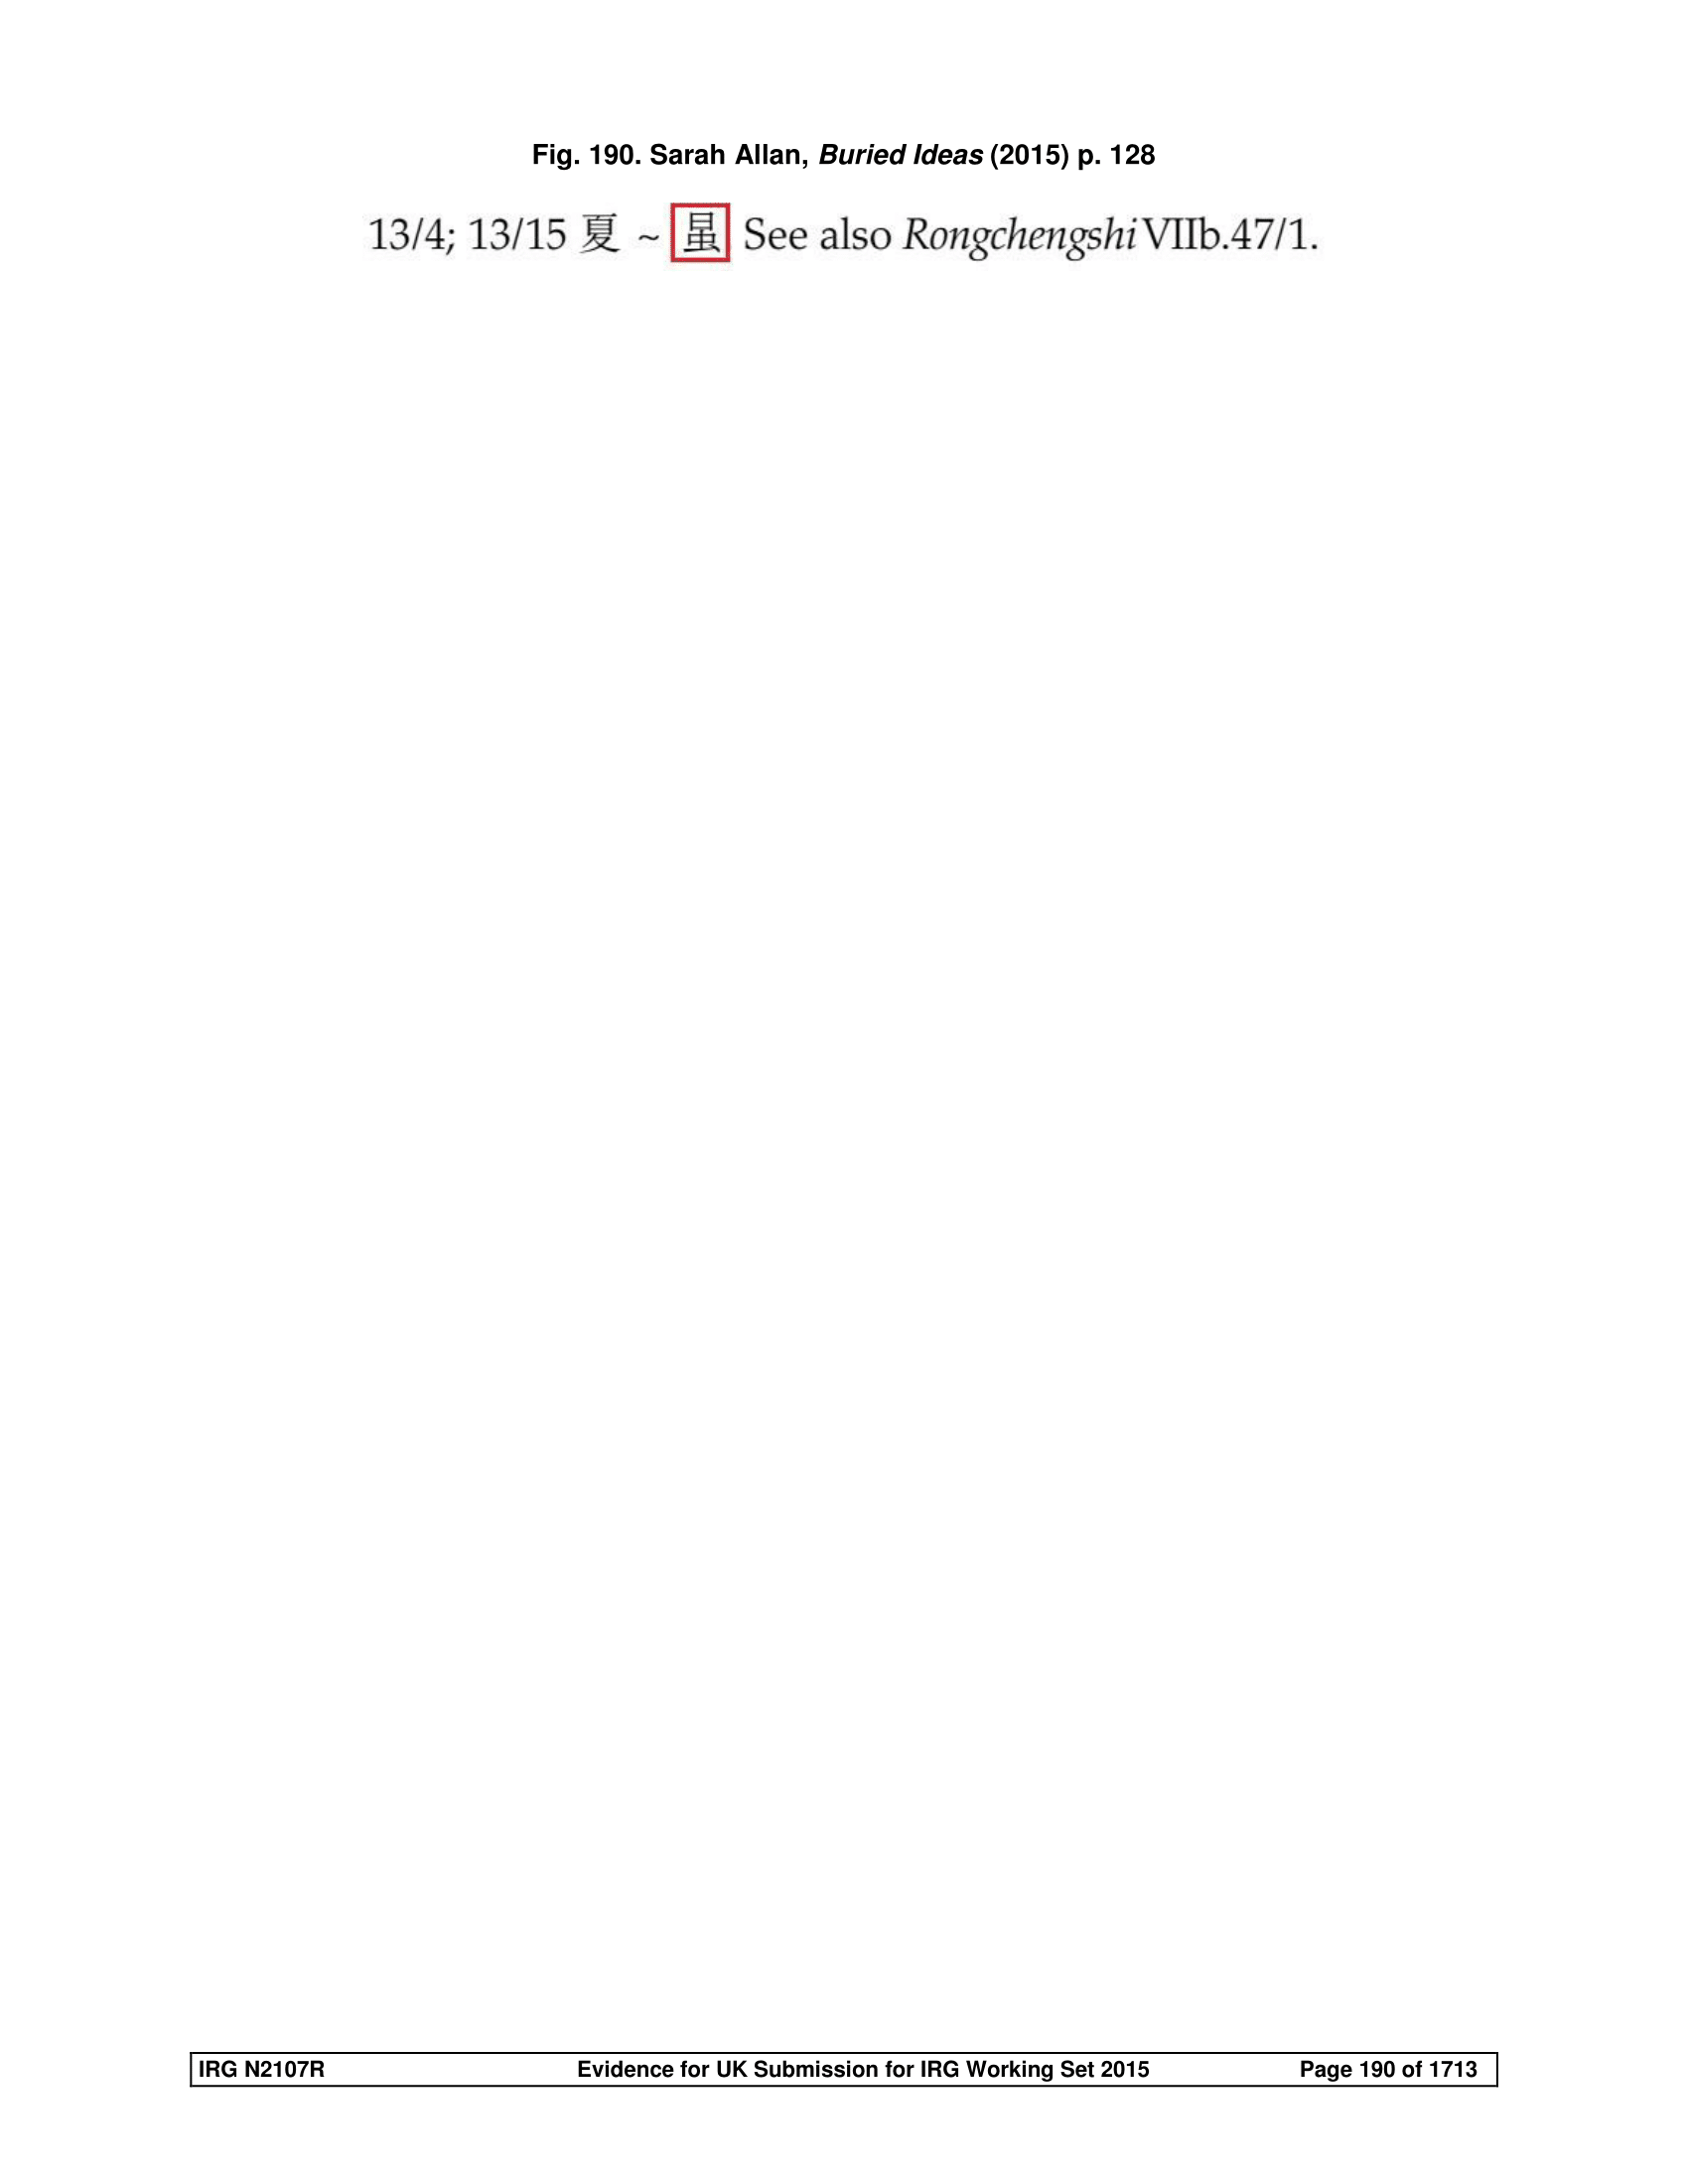 Fig. 190. Sarah Allan, Buried Ideas (2015) p. 128
13/4; 13/15 夏 ~ See also Rongchengshi VIIb.47/1.
IRG N2107R Evidence for UK Submission for IRG Working Set 2015 Page 190 of 1713